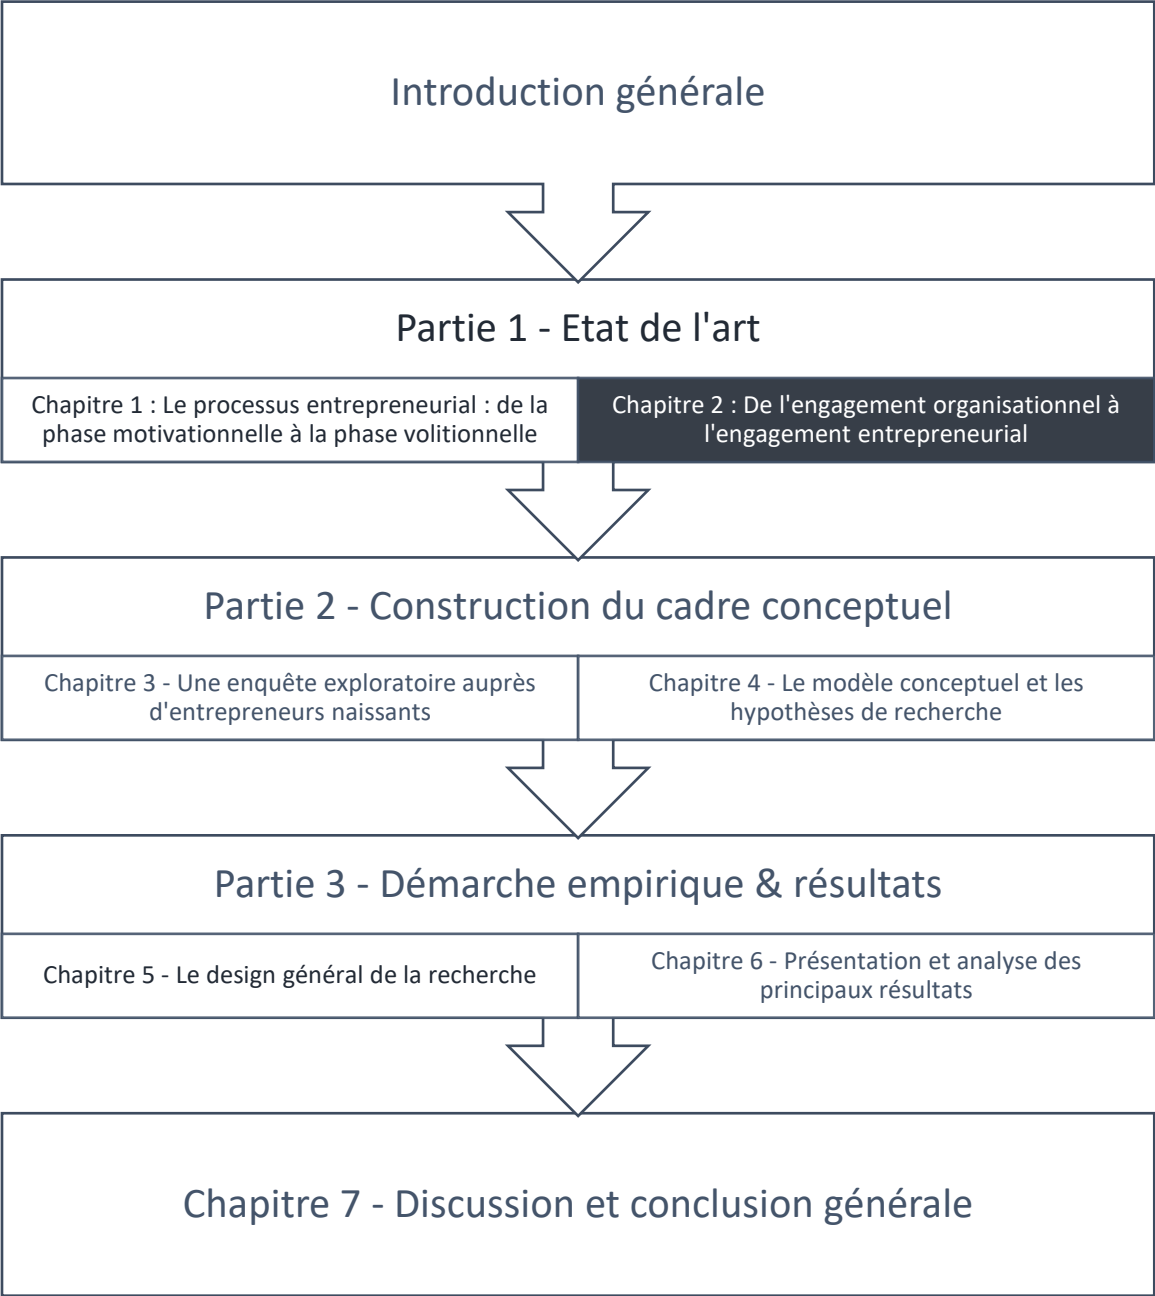 Introduction générale
Partie 1 - Etat de l'art
Chapitre 1 : Le processus entrepreneurial : de la
phase motivationnelle à la phase volitionnelle
Chapitre 2 : De l'engagement organisationnel à
l'engagement entrepreneurial
Partie 2 - Construction du cadre conceptuel
Chapitre 3 - Une enquête exploratoire auprès
d'entrepreneurs naissants
Chapitre 4 - Le modèle conceptuel et les
hypothèses de recherche
Partie 3 - Démarche empirique & résultats
Chapitre 5 - Le design général de la recherche
Chapitre 6 - Présentation et analyse des
principaux résultats
Chapitre 7 - Discussion et conclusion générale